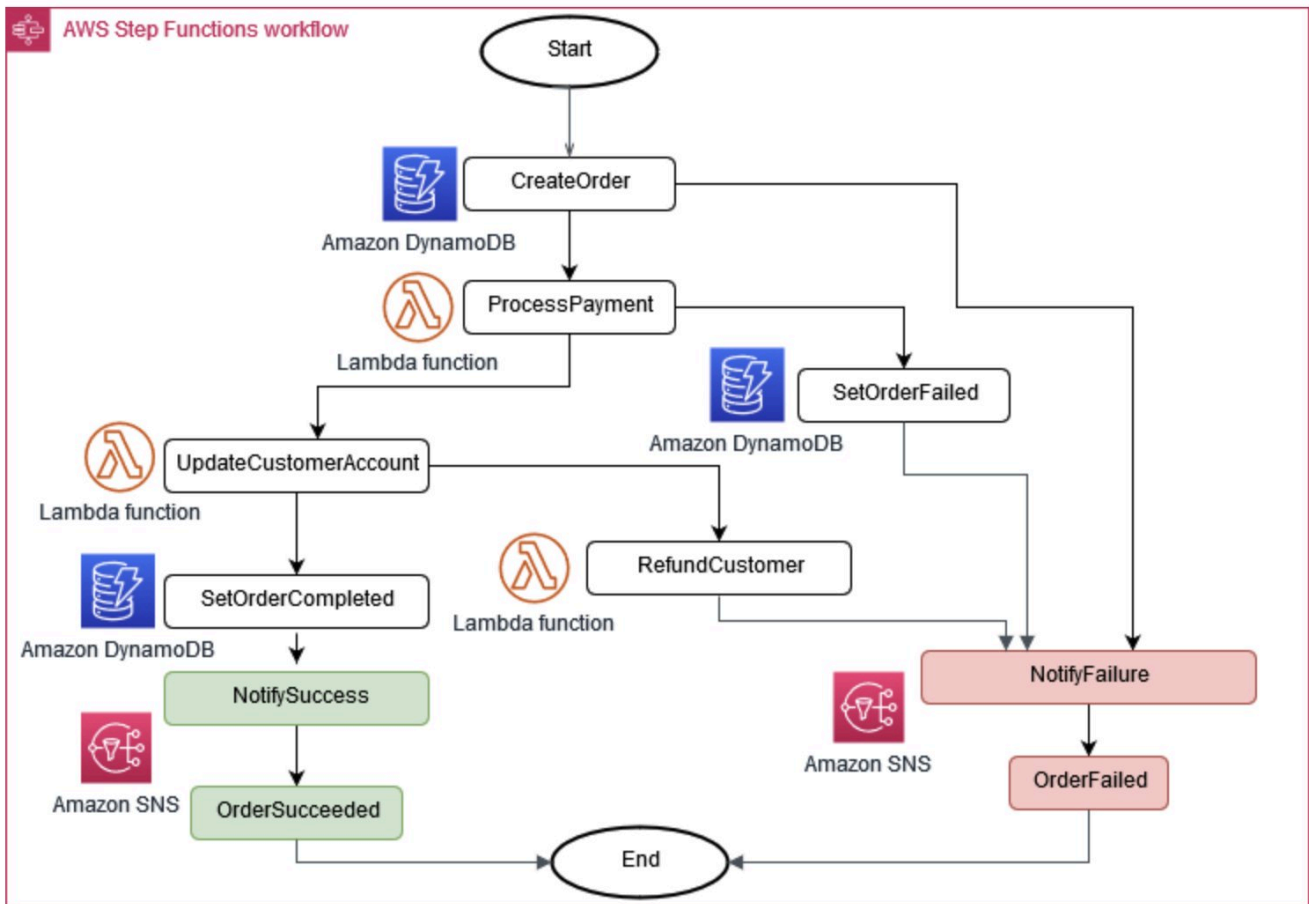 AWS Step Functions workflow
Start
CreateOrder
Amazon DynamoDB
ProcessPayment
Lambda function
SetOrderFailed
Amazon DynamoDB
UpdateCustomerAccount
Lambda function
RefundCustomer
Lambda function
SetOrderCompleted
Amazon DynamoDB
NotifySuccess
Amazon SNS
NotifyFailure
Amazon SNS
OrderSucceeded
OrderFailed
End